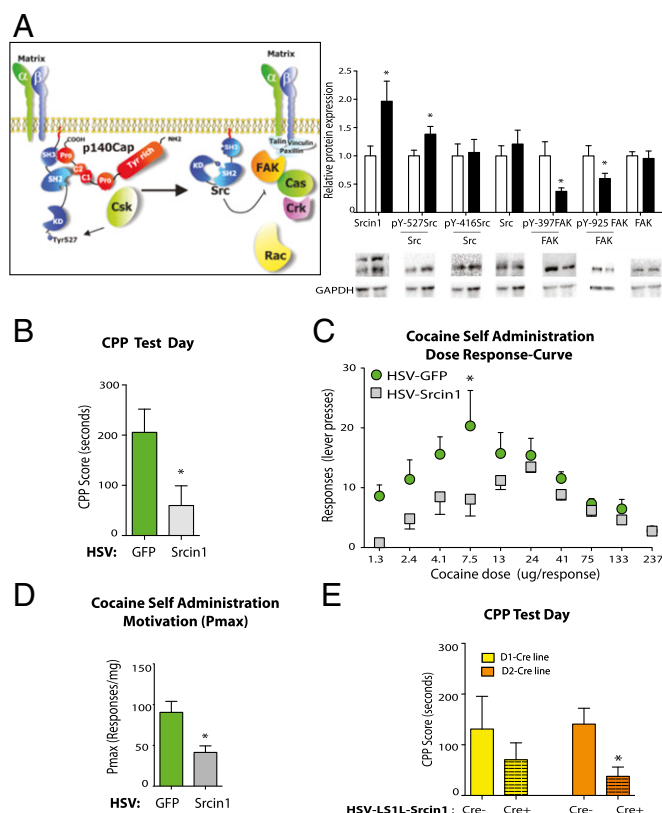 A
Matrix
Matrix
α β
α β
COOH
p140Cap
NH2
SH3
Pro
Tyr rich
SH2
C2
C1
Pro
KD
Tyr527
Csk
SH3
KD
SH2
Src
Talin
Vinculin
Paxillin
FAK
Cas
Crk
Rac
Relative protein expression
2.5
2.0
1.5
1.0
0.5
0
* * * *
Srcin1 pY-527Src pY-416Src Src pY-397FAK pY-925 FAK FAK
Src Src FAK FAK
GAPDH
B
CPP Test Day
CPP Score (seconds)
300
200
100
0
*
HSV: GFP Srcin1
C
Cocaine Self Administration
Dose Response-Curve
HSV-GFP
HSV-Srcin1
*
Responses (lever presses)
30
20
10
0
1.3 2.4 4.1 7.5 13 24 41 75 133 237
Cocaine dose (ug/response)
D
Cocaine Self Administration
Motivation (Pmax)
Pmax (Responses/mg)
150
100
50
0
*
HSV: GFP Srcin1
E
CPP Test Day
D1-Cre line
D2-Cre line
CPP Score (seconds)
300
200
100
0
*
HSV-LS1L-Srcin1 : Cre- Cre+ Cre- Cre+